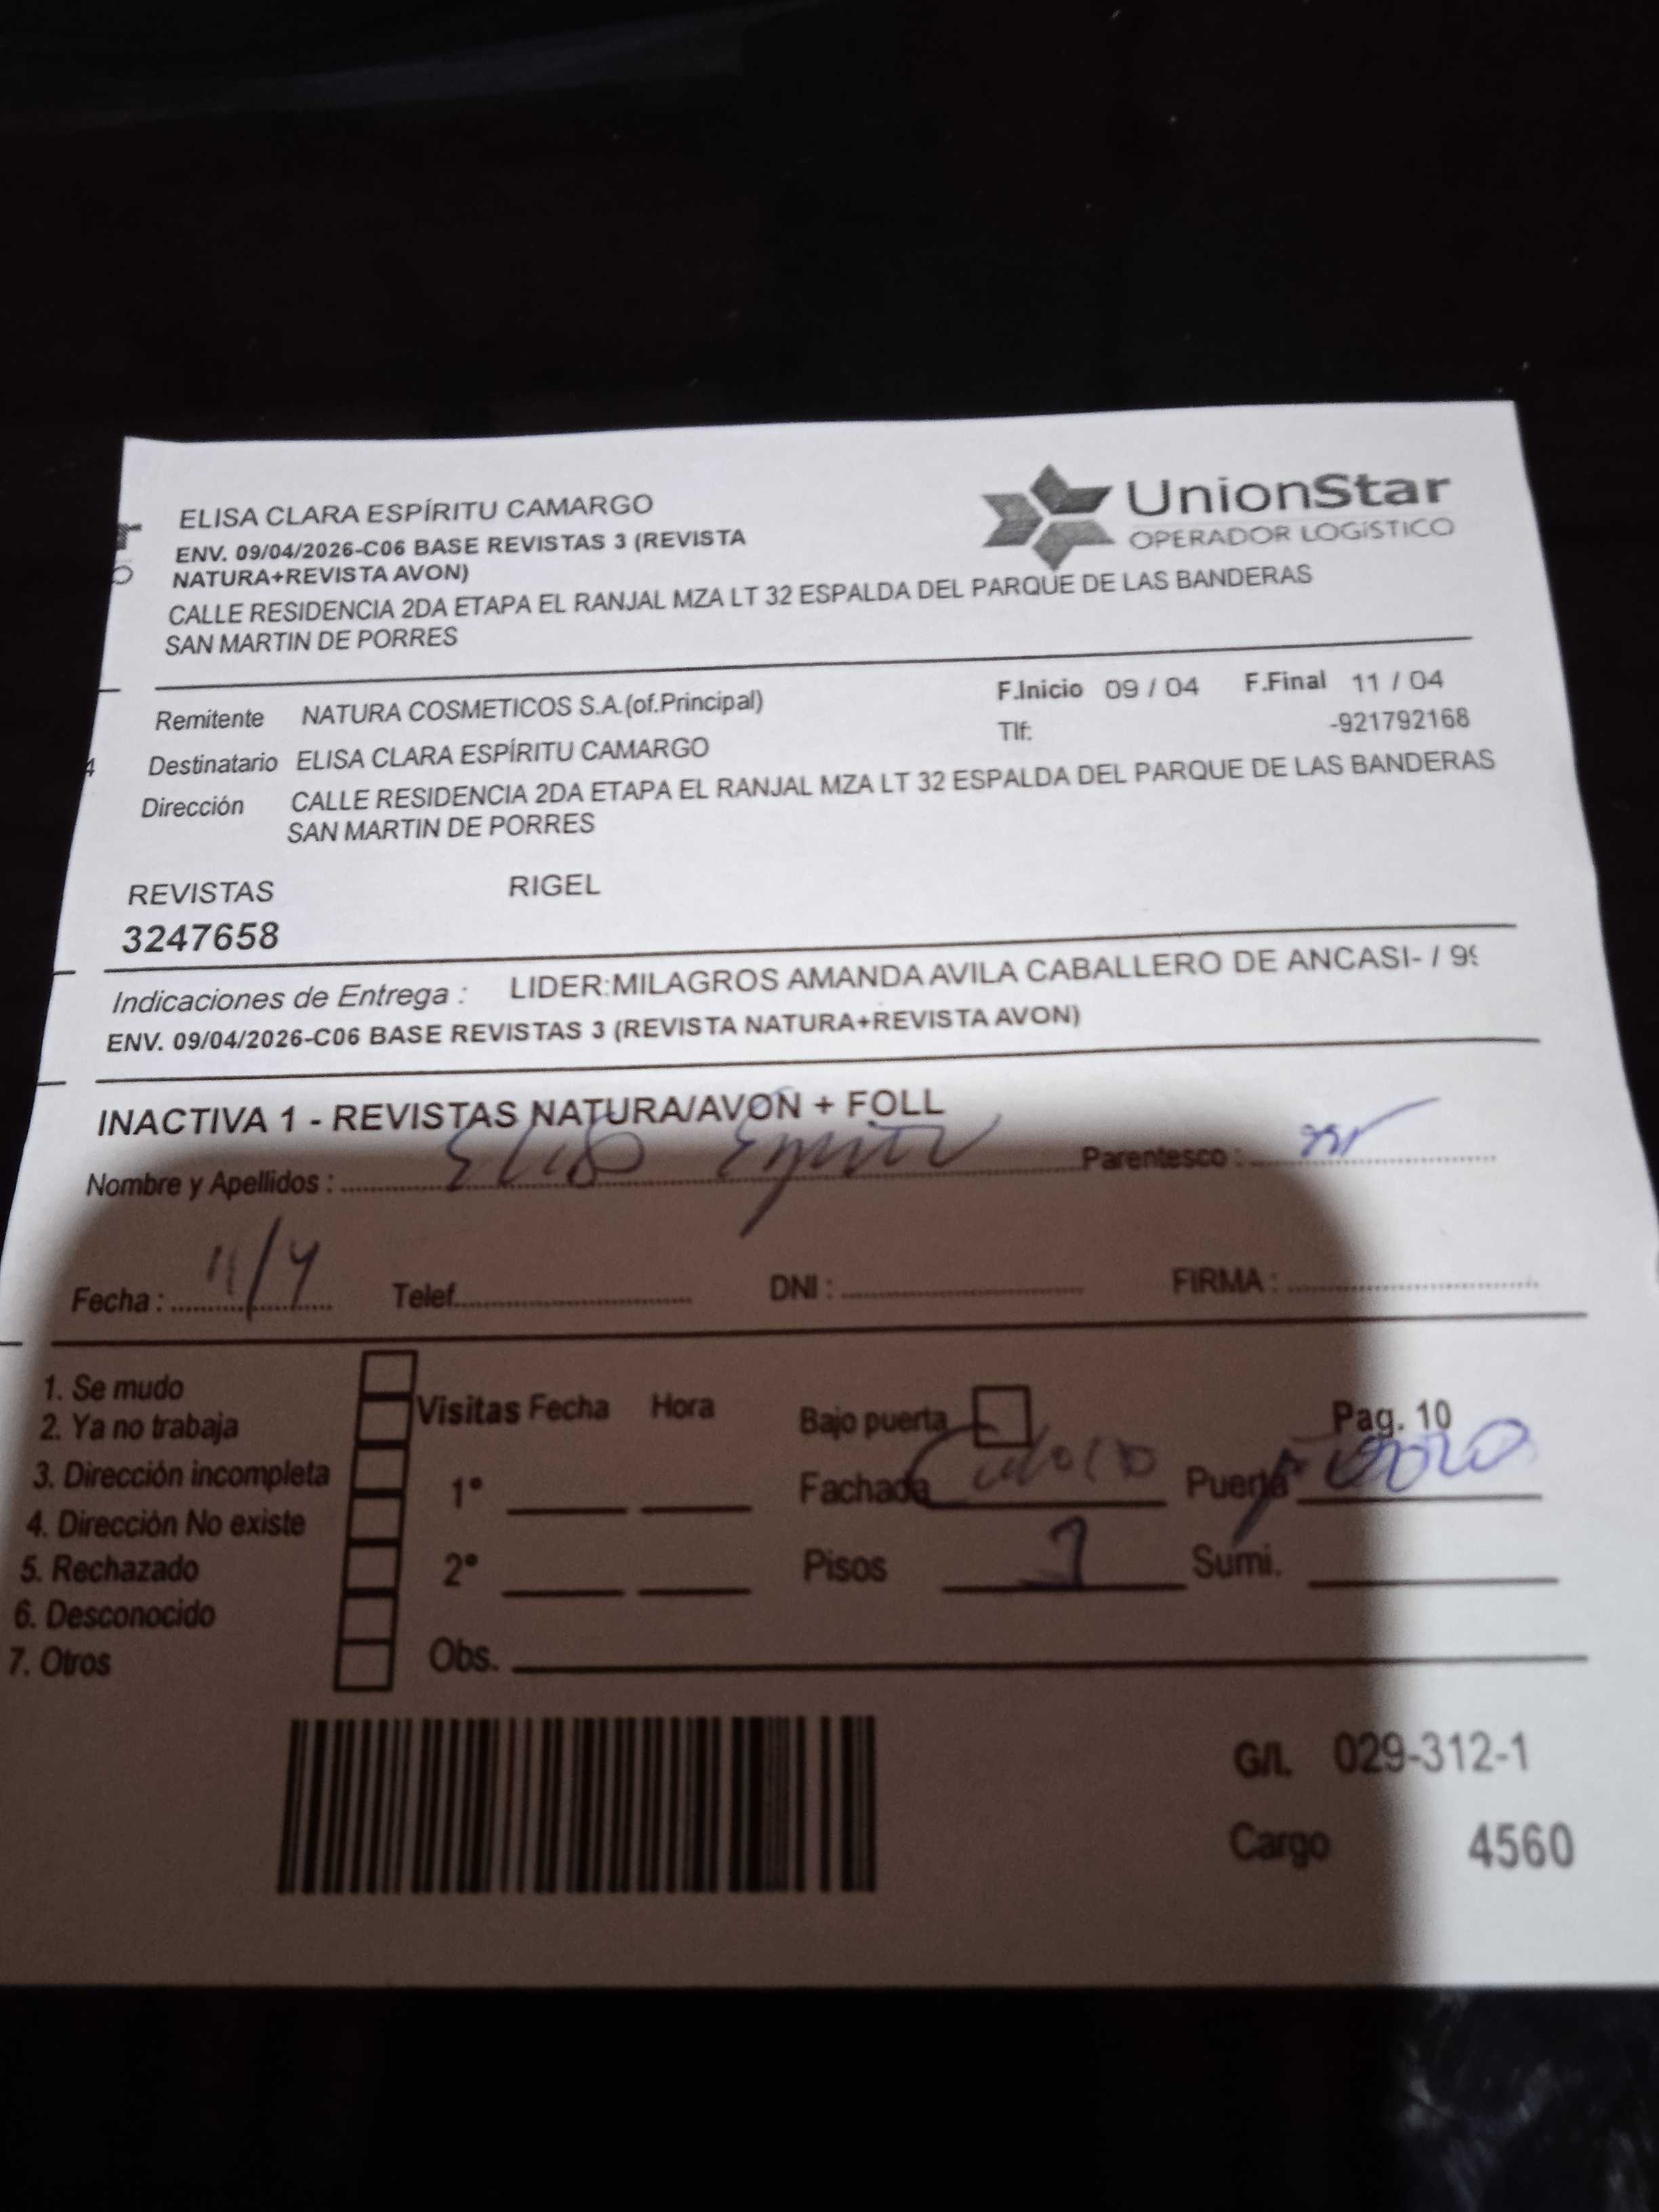 ELISA CLARA ESPÍRITU CAMARGO
ENV. 09/04/2026-C06 BASE REVISTAS 3 (REVISTA
NATURA+REVISTA AVON)
CALLE RESIDENCIA 2DA ETAPA EL RANJAL MZA LT 32 ESPALDA DEL PARQUE DE LAS BANDERAS
SAN MARTIN DE PORRES
UnionStar
OPERADOR LOGÍSTICO
Remitente NATURA COSMETICOS S.A.(of.Principal)
F.Inicio 09 / 04 F.Final 11 / 04
Tlf: -921792168
Destinatario ELISA CLARA ESPÍRITU CAMARGO
Dirección CALLE RESIDENCIA 2DA ETAPA EL RANJAL MZA LT 32 ESPALDA DEL PARQUE DE LAS BANDERAS
SAN MARTIN DE PORRES
REVISTAS RIGEL
3247658
Indicaciones de Entrega : LIDER:MILAGROS AMANDA AVILA CABALLERO DE ANCASI- / 99
ENV. 09/04/2026-C06 BASE REVISTAS 3 (REVISTA NATURA+REVISTA AVON)
INACTIVA 1 - REVISTAS NATURA/AVON + FOLL
Nombre y Apellidos : Parentesco :
Fecha : 11/4 Telef. DNI : FIRMA :
1. Se mudo
2. Ya no trabaja
3. Dirección incompleta
4. Dirección No existe
5. Rechazado
6. Desconocido
7. Otros
Visitas Fecha Hora
1°
2°
Obs.
Bajo puerta
Fachada
Pisos 1
Pag. 10
Puerta
Sumi.
G/I. 029-312-1
Cargo 4560